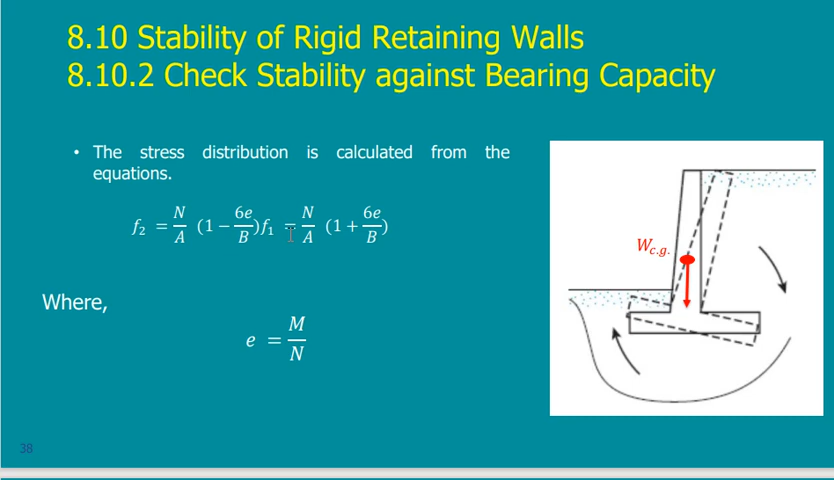 8.10 Stability of Rigid Retaining Walls
8.10.2 Check Stability against Bearing Capacity
• The stress distribution is calculated from the
equations.
f₂ = N/A (1 − 6e/B)f₁ = N/A (1 + 6e/B)
W_c.g.
Where,
e = M/N
38